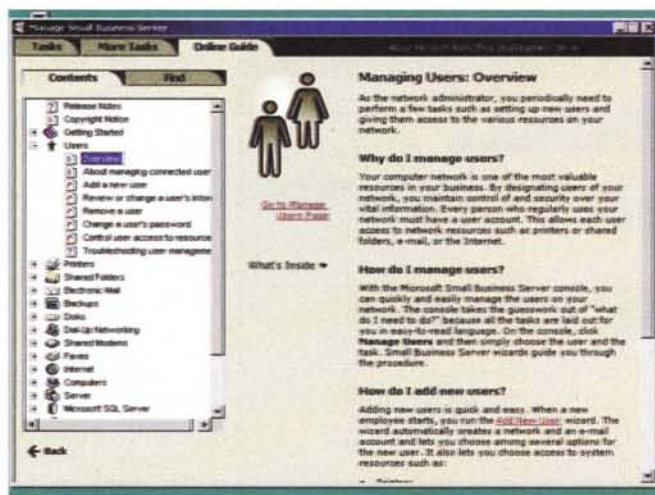 Manage Small Business Server
Tasks
More Tasks
Online Guide
Contents
Find
Release Notes
Copyright Notice
Getting Started
Users
Overview
About managing connected user
Add a new user
Review or change a user's inter
Remove a user
Change a user's password
Control user access to resource
Troubleshooting user manageme
Printers
Shared Folders
Electronic Mail
Backups
Disks
Dial-Up Networking
Shared Modems
Faxes
Internet
Computers
Server
Microsoft SQL Server
Back
Go to Manage
Users Page
What's Inside
Managing Users: Overview
As the network administrator, you periodically need to
perform a few tasks such as setting up new users and
giving them access to the various resources on your
network.
Why do I manage users?
Your computer network is one of the most valuable
resources in your business. By designating users of your
network, you maintain control of and security over your
vital information. Every person who regularly uses your
network must have a user account. This allows each user
access to network resources such as printers or shared
folders, e-mail, or the Internet.
How do I manage users?
With the Microsoft Small Business Server console, you
can quickly and easily manage the users on your
network. The console takes the guesswork out of "what
do I need to do?" because all the tasks are laid out for
you in easy-to-read language. On the console, click
Manage Users and then simply choose the user and the
task. Small Business Server wizards guide you through
the procedure.
How do I add new users?
Adding new users is quick and easy. When a new
employee starts, you run the Add New User wizard. The
wizard automatically creates a network and an e-mail
account and lets you choose among several options for
the new user. It also lets you choose access to system
resources such as: